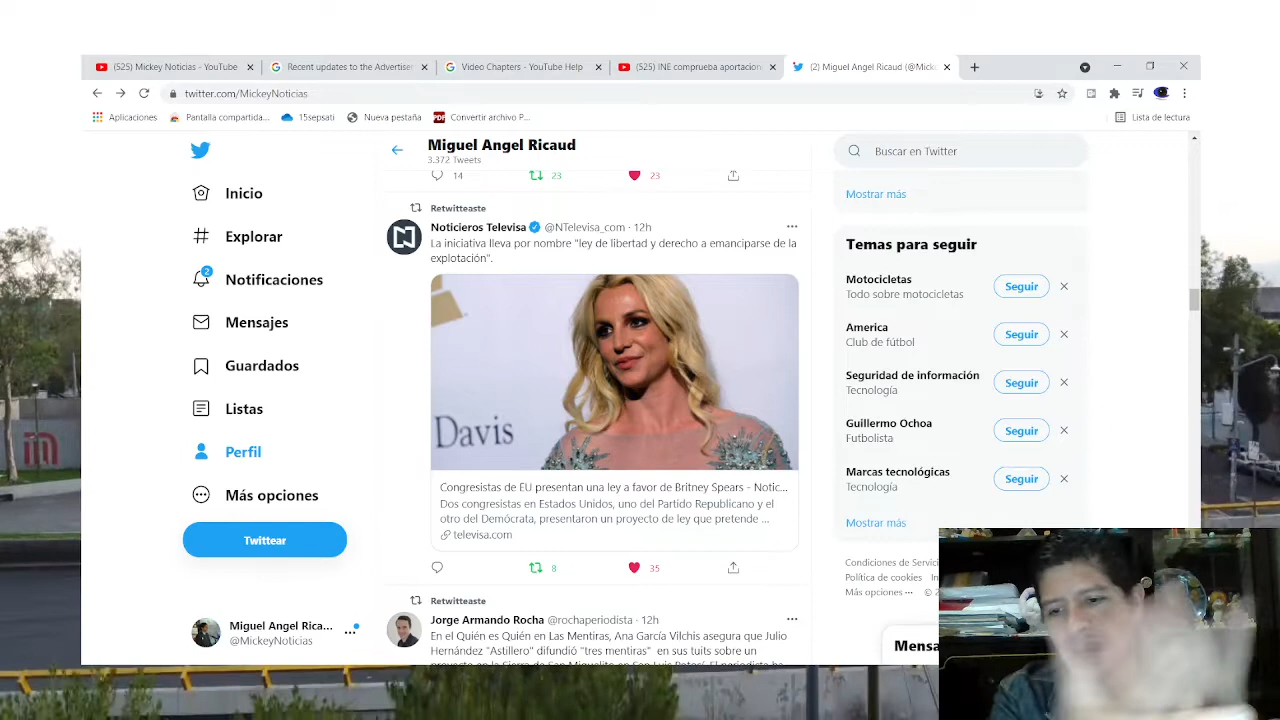 (525) Mickey Noticias - YouTube
Recent updates to the Advertiser
Video Chapters - YouTube Help
(525) INE comprueba aportacion
(2) Miguel Angel Ricaud (@Mick
twitter.com/MickeyNoticias
Aplicaciones
Pantalla compartida...
15sepsati
Nueva pestaña
Convertir archivo P...
Lista de lectura
Inicio
Explorar
2
Notificaciones
Mensajes
Guardados
Listas
Perfil
Más opciones
Twittear
Miguel Angel Rica...
@MickeyNoticias
Miguel Angel Ricaud
3.372 Tweets
14 23 23
Retwitteaste
Noticieros Televisa @NTelevisa_com · 12h
La iniciativa lleva por nombre "ley de libertad y derecho a emanciparse de la
explotación".
Davis
Congresistas de EU presentan una ley a favor de Britney Spears - Notic...
Dos congresistas en Estados Unidos, uno del Partido Republicano y el
otro del Demócrata, presentaron un proyecto de ley que pretende ...
televisa.com
8 35
Retwitteaste
Jorge Armando Rocha @rochaperiodista · 12h
En el Quién es Quién en Las Mentiras, Ana García Vilchis asegura que Julio
Hernández "Astillero" difundió "tres mentiras" en sus tuits sobre un
Buscar en Twitter
Mostrar más
Temas para seguir
Motocicletas
Todo sobre motocicletas
Seguir
America
Club de fútbol
Seguir
Seguridad de información
Tecnología
Seguir
Guillermo Ochoa
Futbolista
Seguir
Marcas tecnológicas
Tecnología
Seguir
Mostrar más
Condiciones de Servici
Política de cookies In
Más opciones ··· ©
Mensa